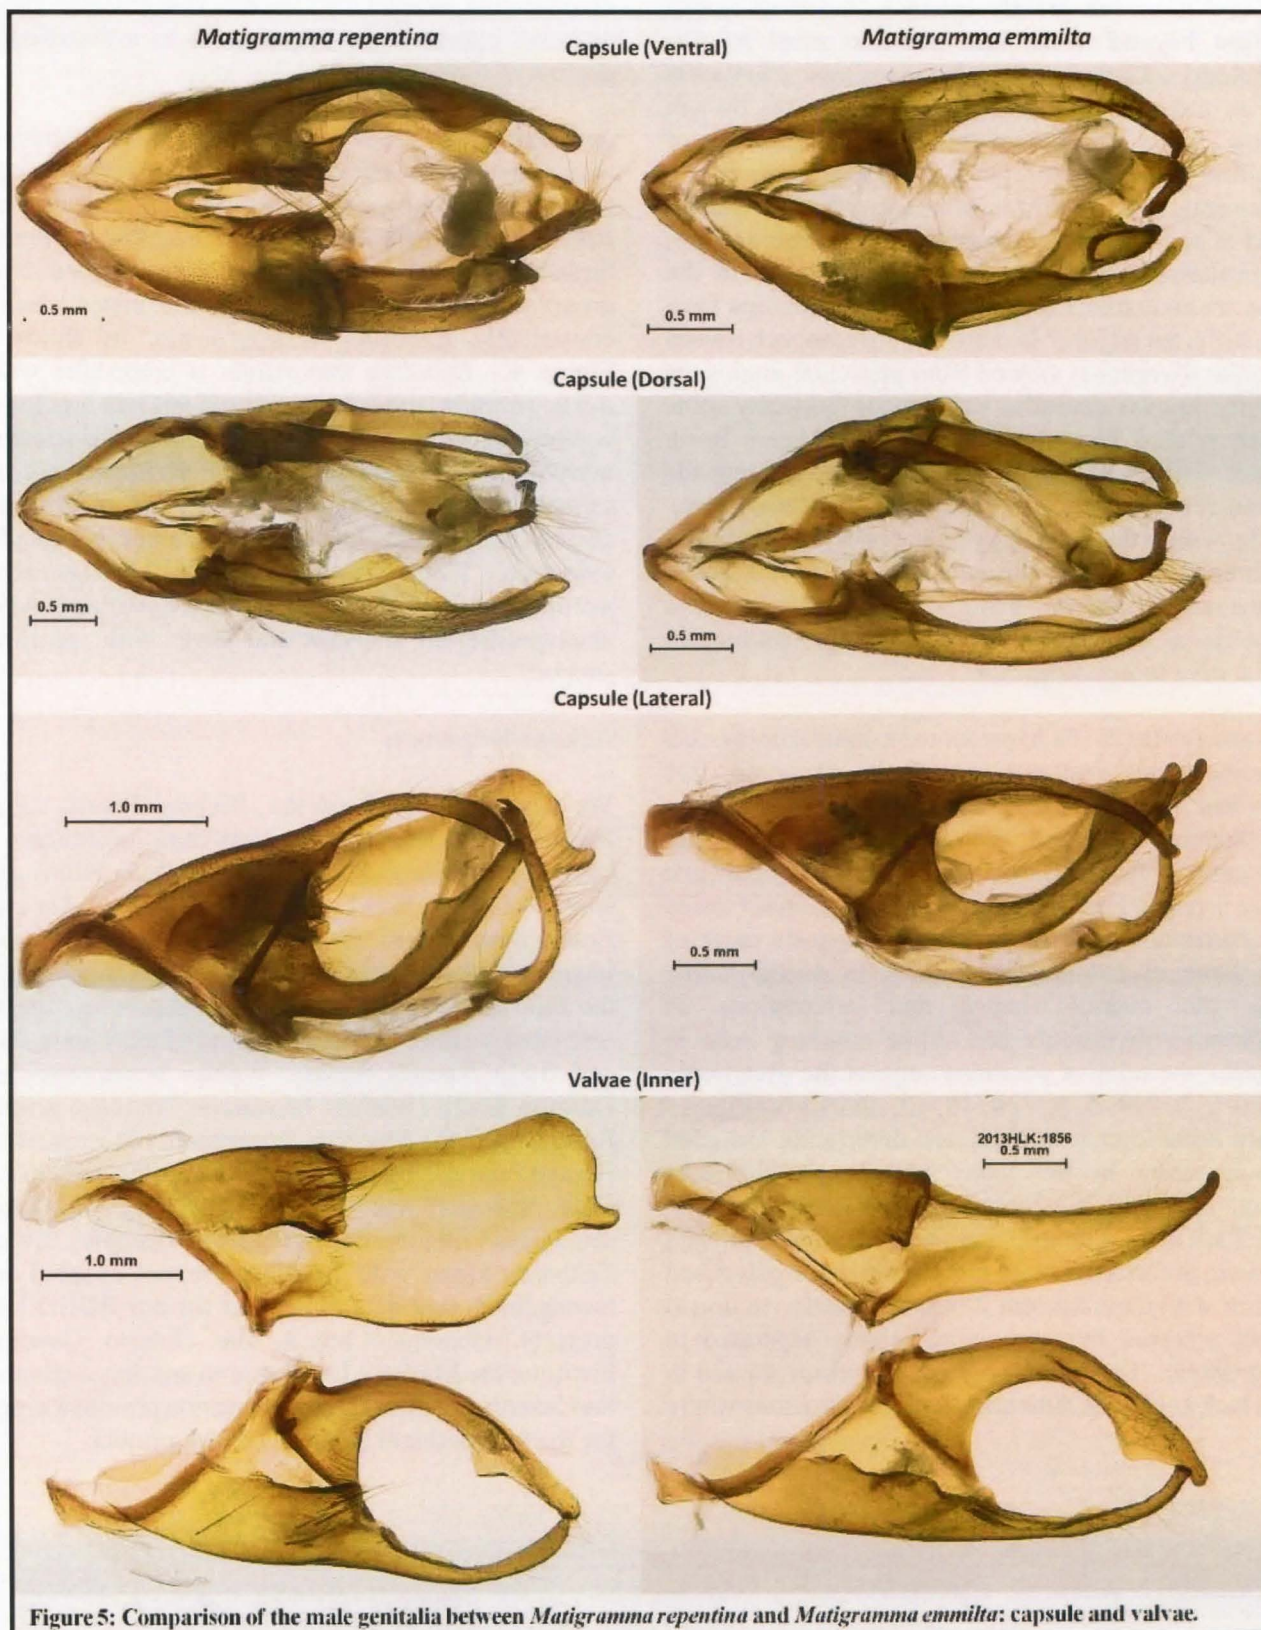 Matigramma repentina
Capsule (Ventral)
Matigramma emmilta
0.5 mm
0.5 mm
Capsule (Dorsal)
0.5 mm
0.5 mm
Capsule (Lateral)
1.0 mm
0.5 mm
Valvae (Inner)
2013HLK:1856
0.5 mm
1.0 mm
Figure 5: Comparison of the male genitalia between Matigramma repentina and Matigramma emmilta: capsule and valvae.